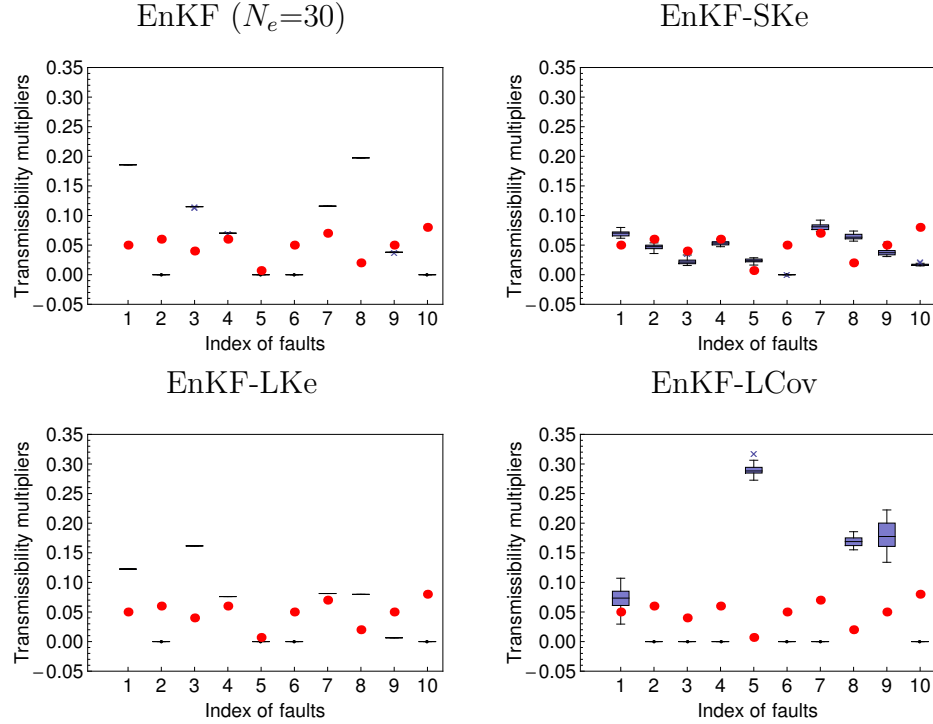 EnKF (Ne=30)
EnKF-SKe
Transmissibility multipliers
0.35
0.30
0.25
0.20
0.15
0.10
0.05
0.00
−0.05
1 2 3 4 5 6 7 8 9 10
Index of faults
Transmissibility multipliers
0.35
0.30
0.25
0.20
0.15
0.10
0.05
0.00
−0.05
1 2 3 4 5 6 7 8 9 10
Index of faults
EnKF-LKe
EnKF-LCov
Transmissibility multipliers
0.35
0.30
0.25
0.20
0.15
0.10
0.05
0.00
−0.05
1 2 3 4 5 6 7 8 9 10
Index of faults
Transmissibility multipliers
0.35
0.30
0.25
0.20
0.15
0.10
0.05
0.00
−0.05
1 2 3 4 5 6 7 8 9 10
Index of faults